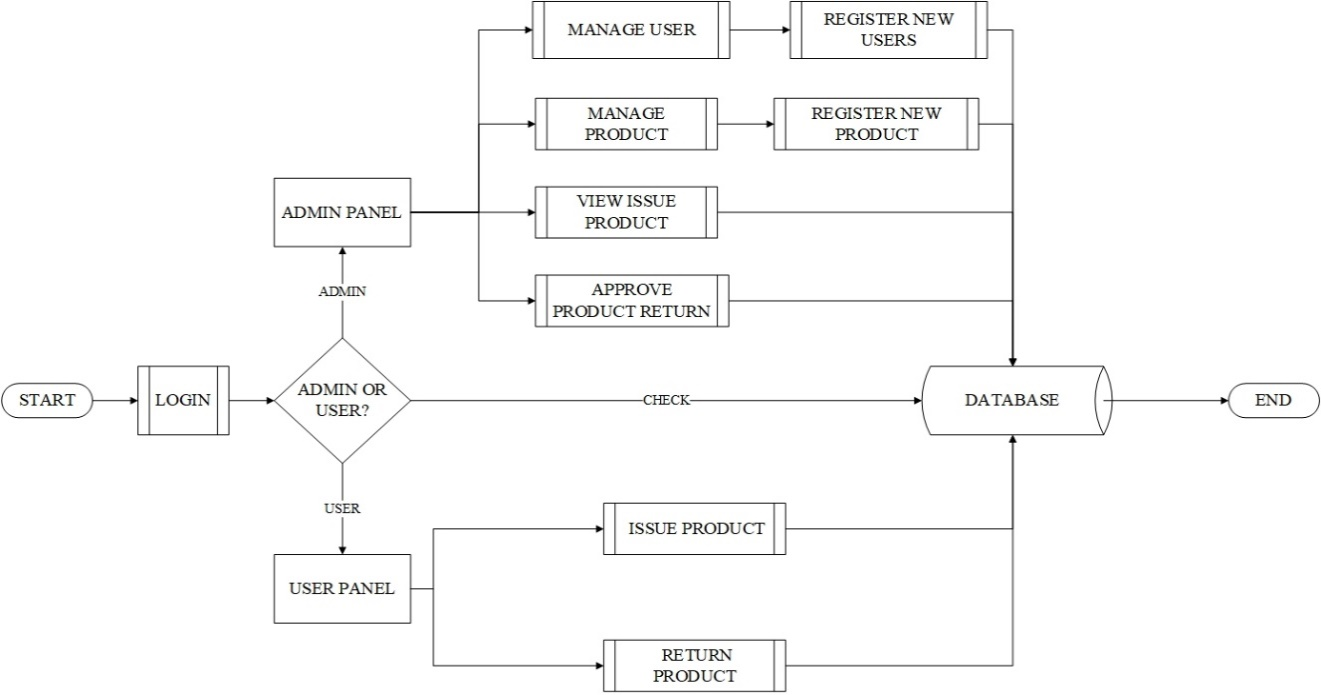 MANAGE USER
REGISTER NEW
USERS
MANAGE
PRODUCT
REGISTER NEW
PRODUCT
ADMIN PANEL
VIEW ISSUE
PRODUCT
APPROVE
PRODUCT RETURN
ADMIN
START
LOGIN
ADMIN OR
USER?
CHECK
DATABASE
END
USER
USER PANEL
ISSUE PRODUCT
RETURN
PRODUCT